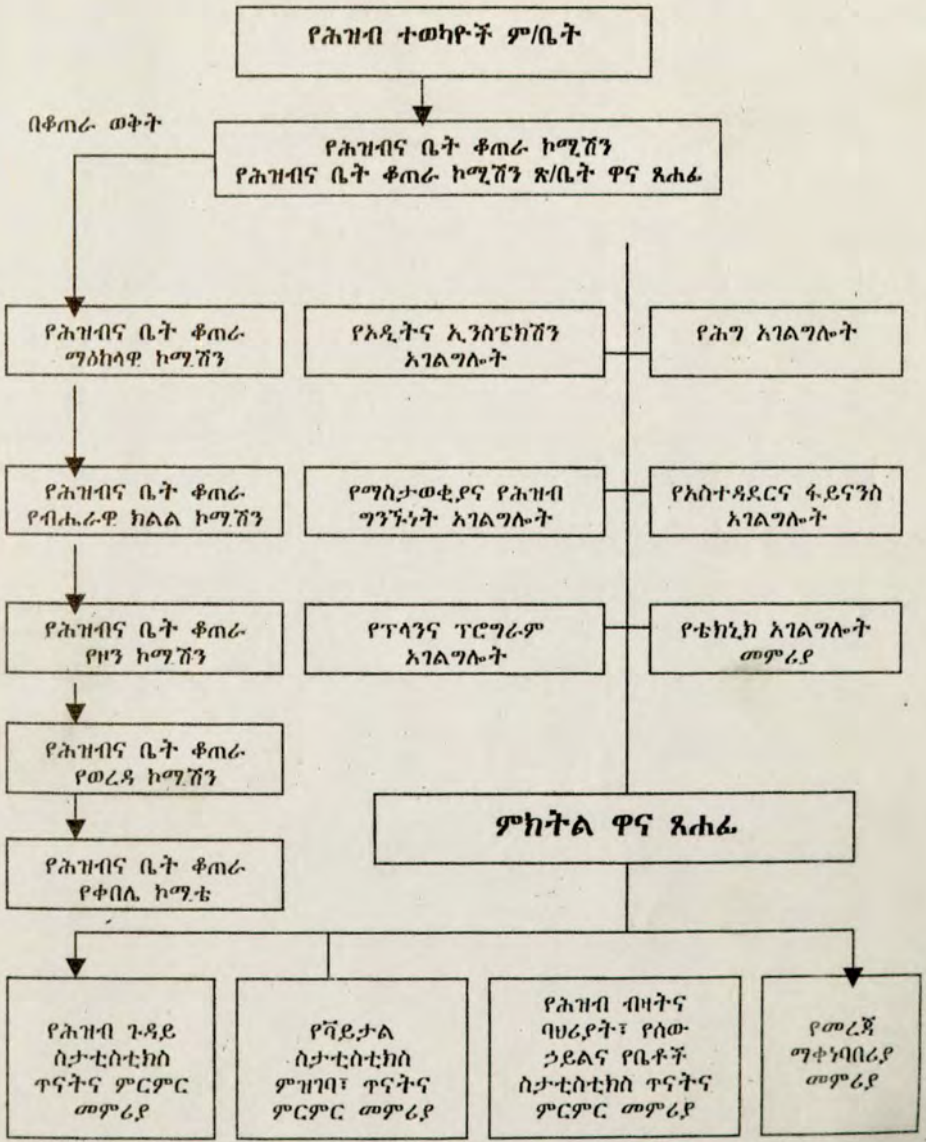 የሕዝብ ተወካዮች ም/ቤት
በቆጠራ ወቅት
የሕዝብና ቤት ቆጠራ ኮሚሽን
የሕዝብና ቤት ቆጠራ ኮሚሽን ጽ/ቤት ዋና ጸሐፊ
የሕዝብና ቤት ቆጠራ
ማዕከላዊ ኮሚሽን
የኦዲትና ኢንስፔክሽን
አገልግሎት
የሕግ አገልግሎት
የሕዝብና ቤት ቆጠራ
የብሔራዊ ክልል ኮሚሽን
የማስታወቂያና የሕዝብ
ግንኙነት አገልግሎት
የአስተዳደርና ፋይናንስ
አገልግሎት
የሕዝብና ቤት ቆጠራ
የዞን ኮሚሽን
የፕላንና ፕሮግራም
አገልግሎት
የቴክኒክ አገልግሎት
መምሪያ
የሕዝብና ቤት ቆጠራ
የወረዳ ኮሚሽን
ምክትል ዋና ጸሐፊ
የሕዝብና ቤት ቆጠራ
የቀበሌ ኮሚቴ
የሕዝብ ጉዳይ
ስታቲስቲክስ
ጥናትና ምርምር
መምሪያ
የቫይታል
ስታቲስቲክስ
ምዝገባ፣ ጥናትና
ምርምር መምሪያ
የሕዝብ ብዛትና
ባህሪያት፣ የሰው
ኃይልና የቤቶች
ስታቲስቲክስ ጥናትና
ምርምር መምሪያ
የመረጃ
ማቀነባበሪያ
መምሪያ